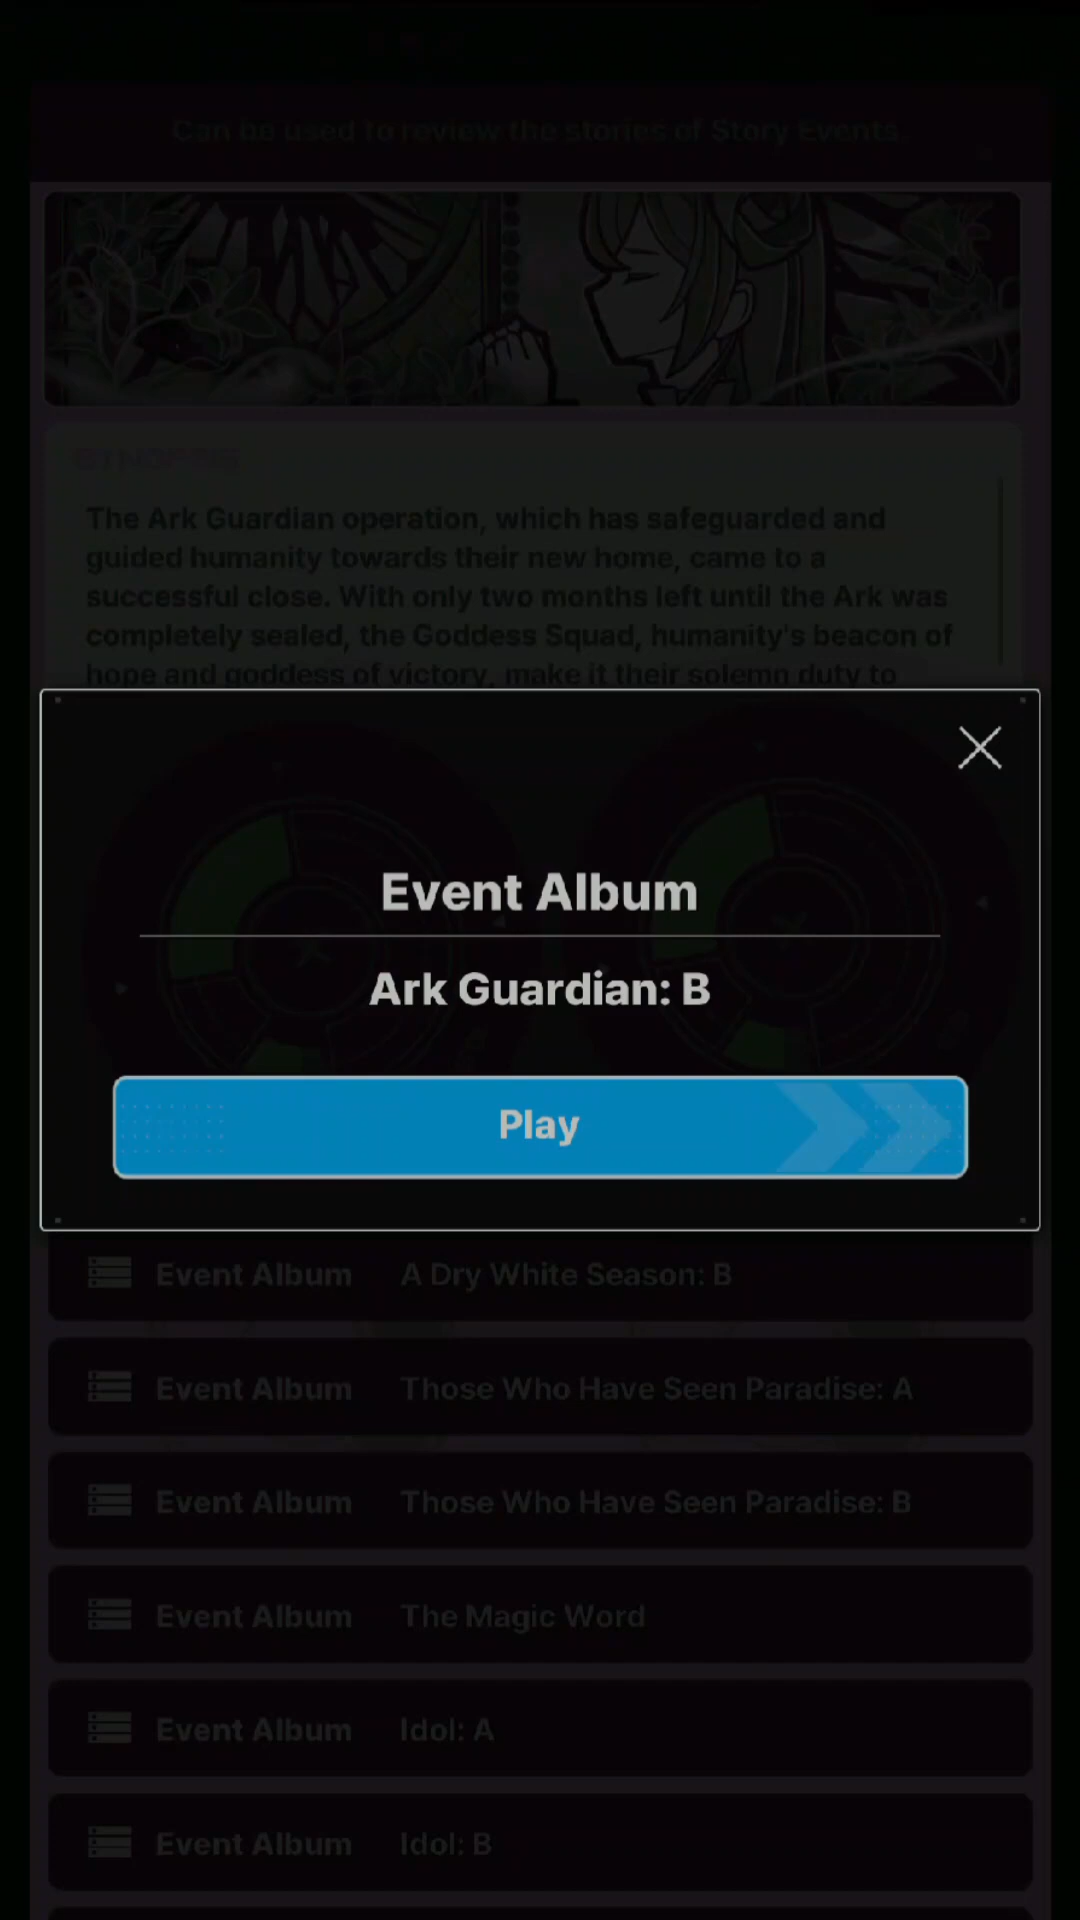 Can be used to review the stories of Story Events.
SYNOPSIS
The Ark Guardian operation, which has safeguarded and
guided humanity towards their new home, came to a
successful close. With only two months left until the Ark was
completely sealed, the Goddess Squad, humanity's beacon of
hope and goddess of victory, make it their solemn duty to
Event Album
Ark Guardian: B
Play
Event Album A Dry White Season: B
Event Album Those Who Have Seen Paradise: A
Event Album Those Who Have Seen Paradise: B
Event Album The Magic Word
Event Album Idol: A
Event Album Idol: B